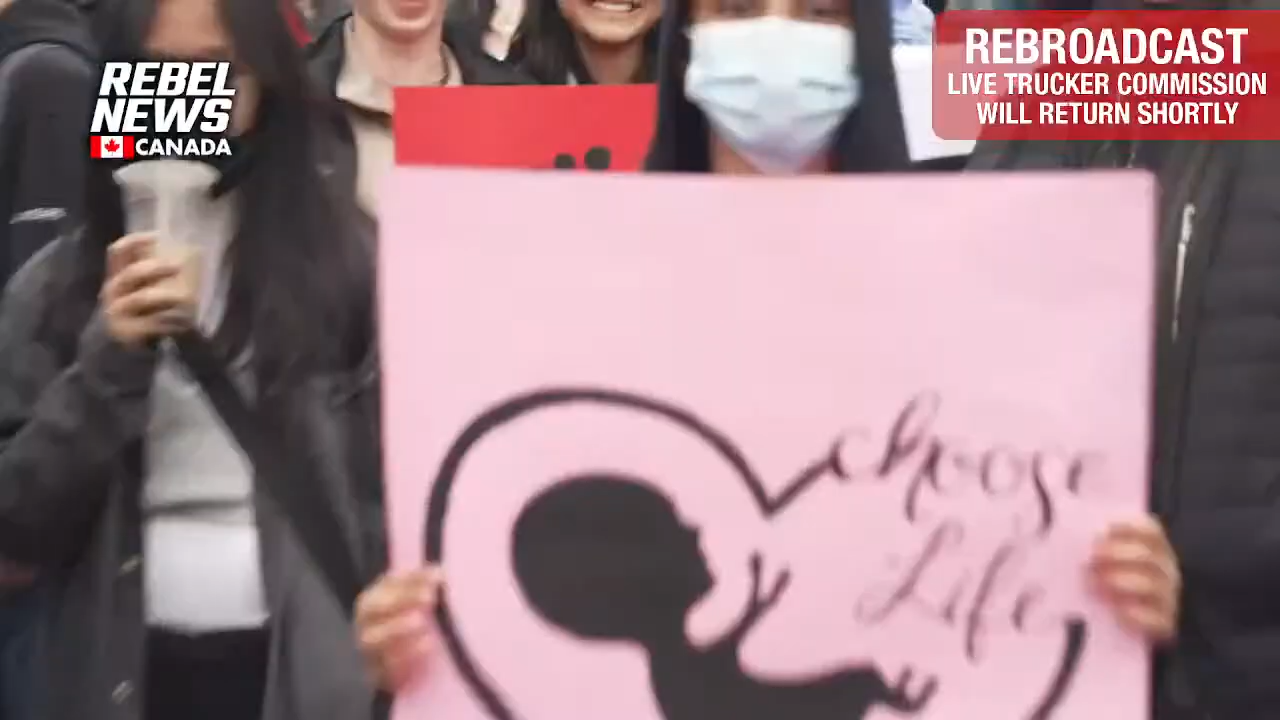 REBEL
NEWS
CANADA
REBROADCAST
LIVE TRUCKER COMMISSION
WILL RETURN SHORTLY
choose
Life